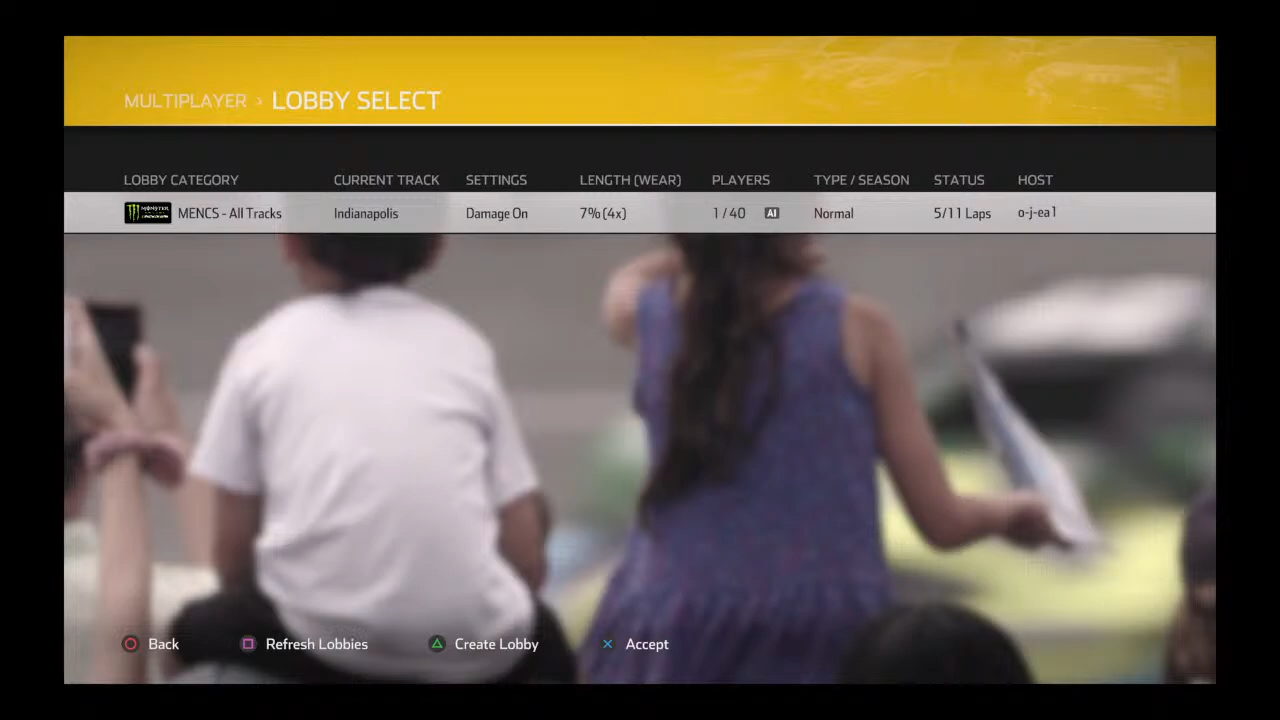 MULTIPLAYER › LOBBY SELECT
LOBBY CATEGORY CURRENT TRACK SETTINGS LENGTH (WEAR) PLAYERS TYPE / SEASON STATUS HOST
MONSTER MENCS - All Tracks Indianapolis Damage On 7% (4x) 1 / 40 AI Normal 5/11 Laps o-j-ea1
Back Refresh Lobbies Create Lobby Accept